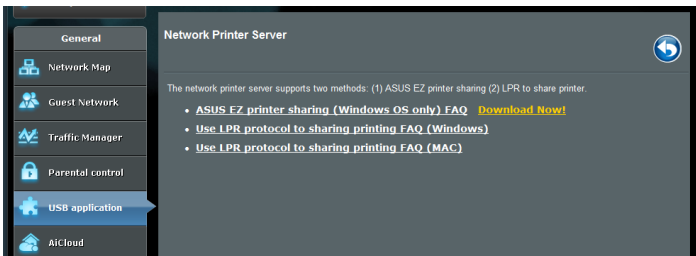 General
Network Map
Guest Network
Traffic Manager
Parental control
USB application
AiCloud
Network Printer Server
The network printer server supports two methods: (1) ASUS EZ printer sharing (2) LPR to share printer.
ASUS EZ printer sharing (Windows OS only) FAQ Download Now!
Use LPR protocol to sharing printing FAQ (Windows)
Use LPR protocol to sharing printing FAQ (MAC)